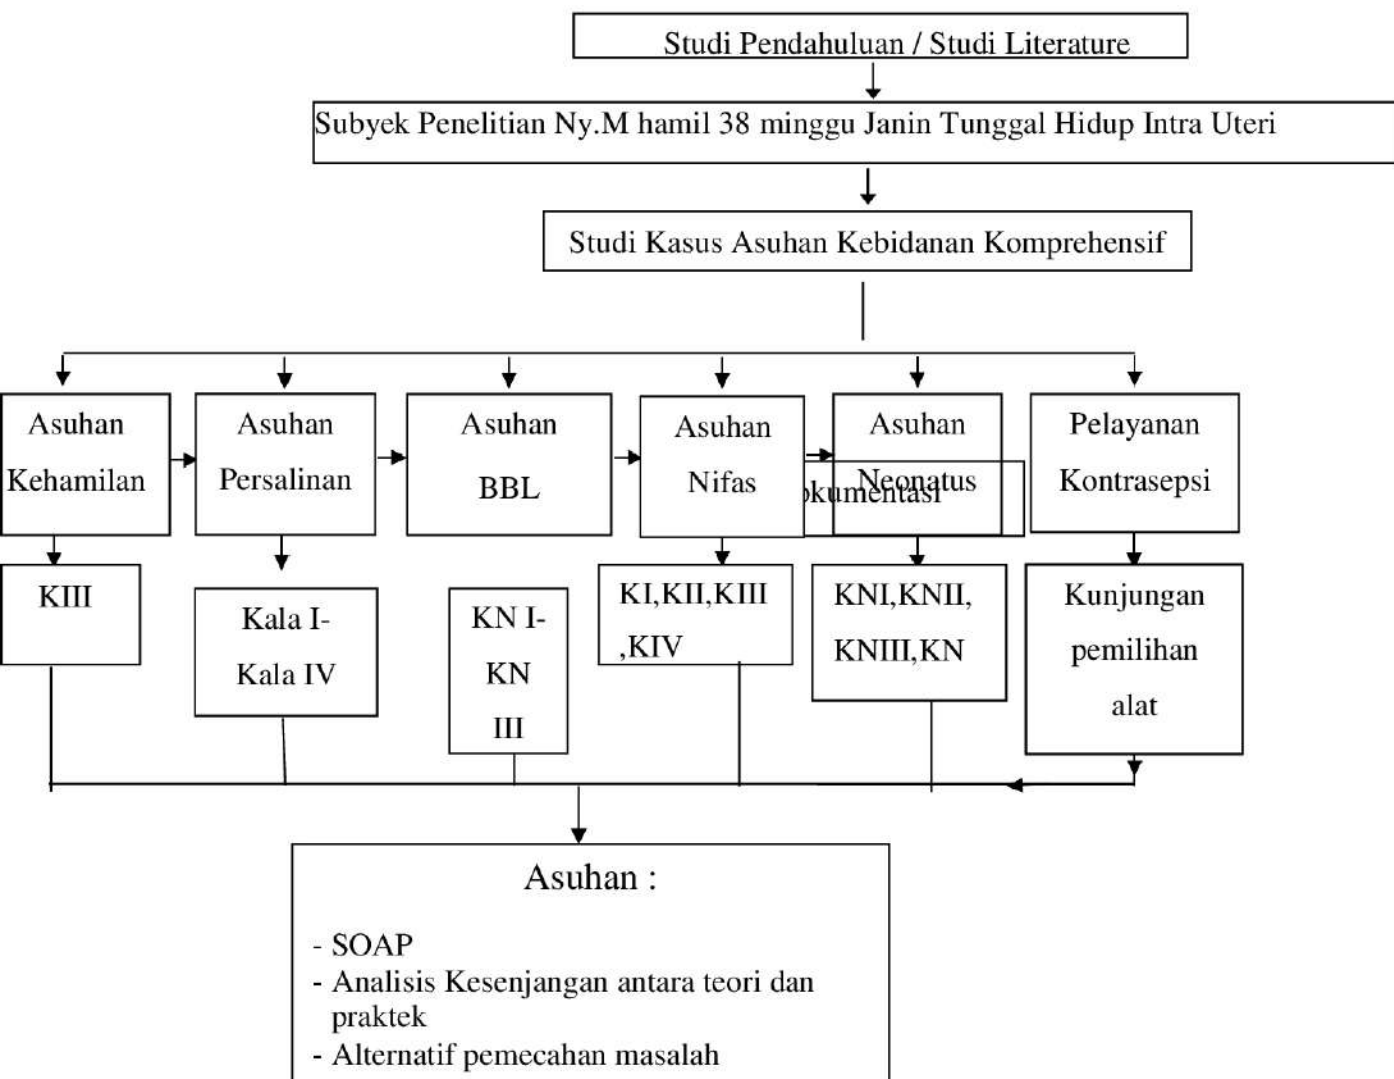 Studi Pendahuluan / Studi Literature
Subyek Penelitian Ny.M hamil 38 minggu Janin Tunggal Hidup Intra Uteri
Studi Kasus Asuhan Kebidanan Komprehensif
Asuhan
Kehamilan
Asuhan
Persalinan
Asuhan
BBL
Asuhan
Nifas
Asuhan
Neonatus
Pelayanan
Kontrasepsi
KIII
Kala I-
Kala IV
KN I-
KN
III
KI,KII,KIII
,KIV
KNI,KNII,
KNIII,KN
Kunjungan
pemilihan
alat
Asuhan :
- SOAP
- Analisis Kesenjangan antara teori dan
praktek
- Alternatif pemecahan masalah